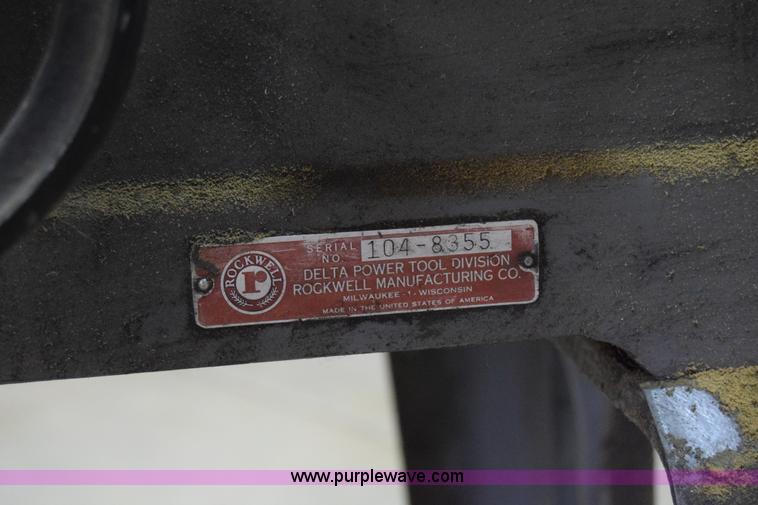 SERIAL NO. 104-8355
ROCKWELL
r
DELTA POWER TOOL DIVISION
ROCKWELL MANUFACTURING CO.
MILWAUKEE - 1 - WISCONSIN
MADE IN THE UNITED STATES OF AMERICA
www.purplewave.com